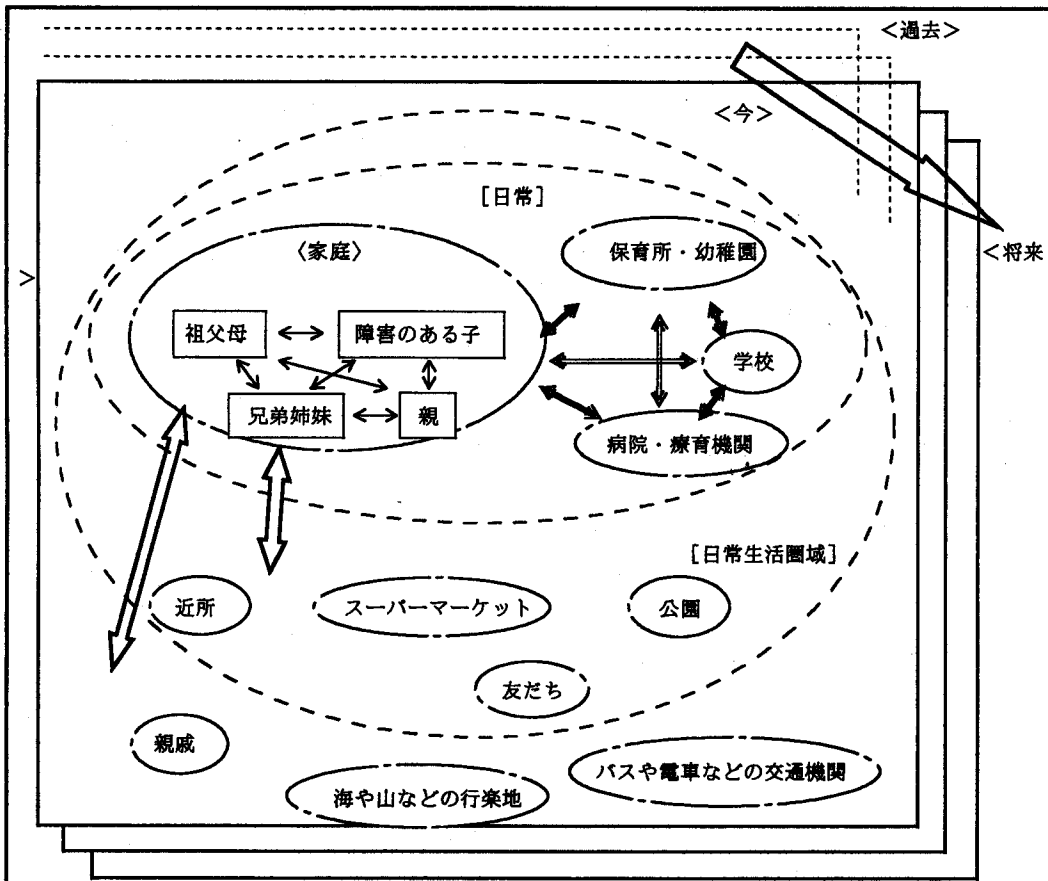 <過去>
<今>
[日常]
〈家庭〉
保育所・幼稚園
<将来
>
祖父母
障害のある子
学校
兄弟姉妹
親
病院・療育機関
[日常生活圏域]
近所
スーパーマーケット
公園
友だち
親戚
バスや電車などの交通機関
海や山などの行楽地